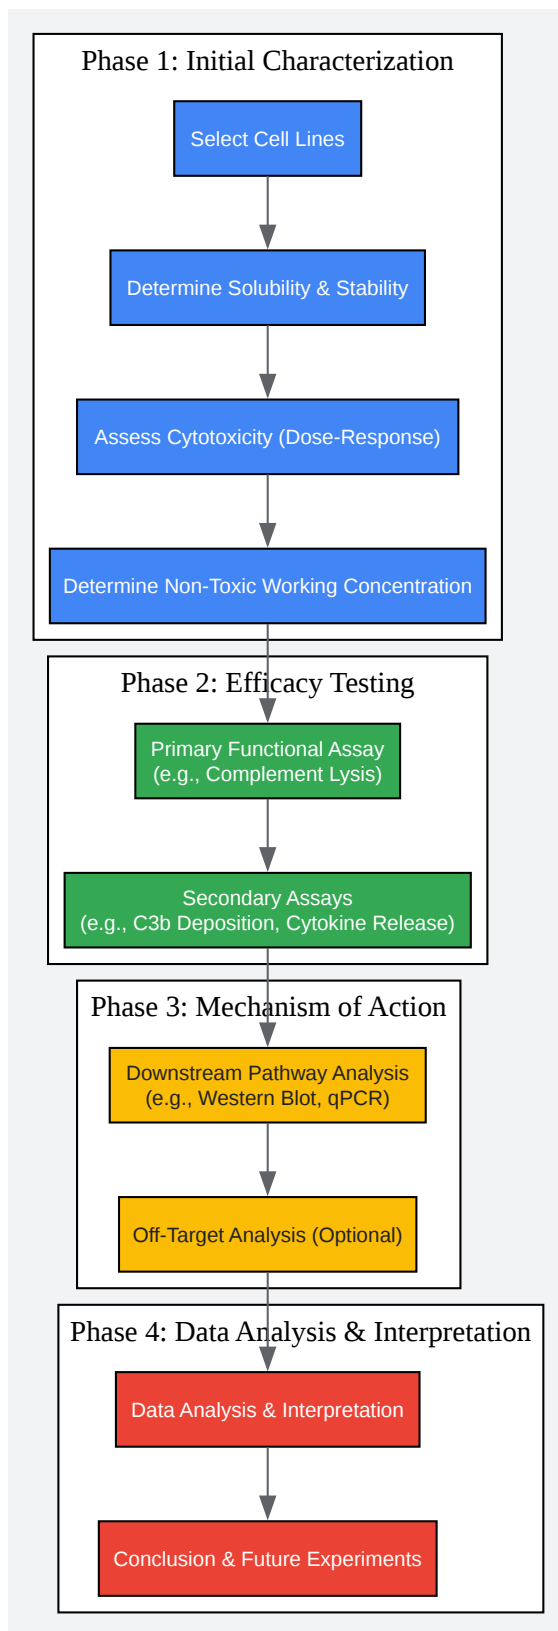 Phase 1: Initial Characterization
Select Cell Lines
Determine Solubility & Stability
Assess Cytotoxicity (Dose-Response)
Determine Non-Toxic Working Concentration
Phase 2: Efficacy Testing
Primary Functional Assay
(e.g., Complement Lysis)
Secondary Assays
(e.g., C3b Deposition, Cytokine Release)
Phase 3: Mechanism of Action
Downstream Pathway Analysis
(e.g., Western Blot, qPCR)
Off-Target Analysis (Optional)
Phase 4: Data Analysis & Interpretation
Data Analysis & Interpretation
Conclusion & Future Experiments